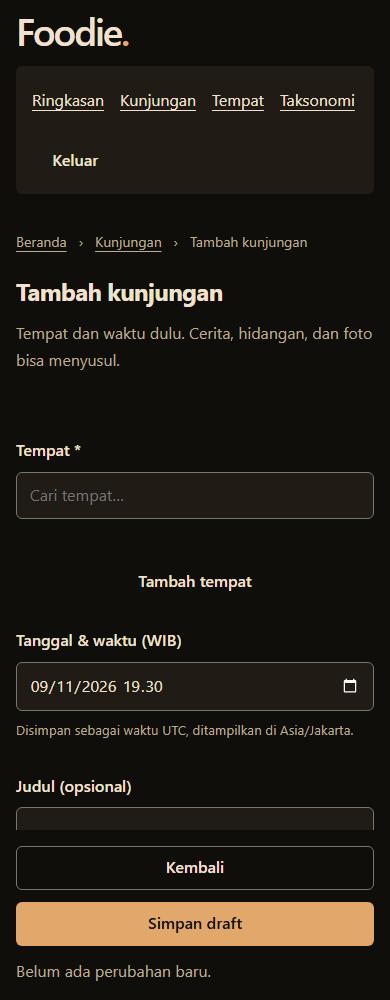 Foodie.
Ringkasan Kunjungan Tempat Taksonomi
Keluar
Beranda › Kunjungan › Tambah kunjungan
Tambah kunjungan
Tempat dan waktu dulu. Cerita, hidangan, dan foto
bisa menyusul.
Tempat *
Cari tempat...
Tambah tempat
Tanggal & waktu (WIB)
09/11/2026 19.30
Disimpan sebagai waktu UTC, ditampilkan di Asia/Jakarta.
Judul (opsional)
Kembali
Simpan draft
Belum ada perubahan baru.